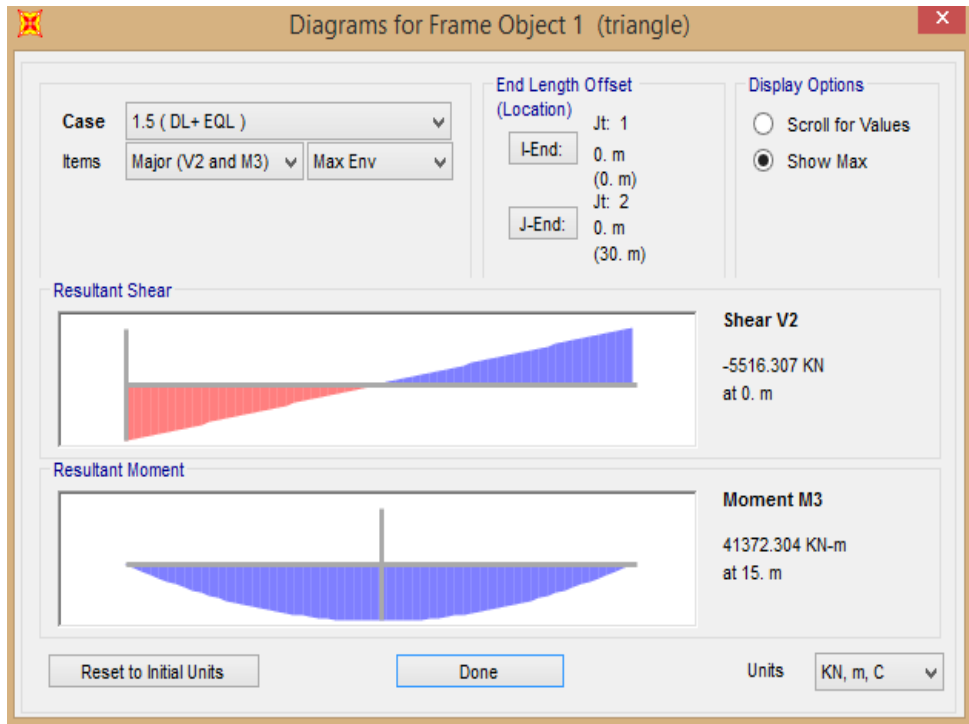 Diagrams for Frame Object 1 (triangle)
Case 1.5 ( DL+ EQL )
Items Major (V2 and M3) Max Env
End Length Offset
(Location)
I-End:
Jt: 1
0. m
(0. m)
J-End:
Jt: 2
0. m
(30. m)
Display Options
Scroll for Values
Show Max
Resultant Shear
Shear V2
-5516.307 KN
at 0. m
Resultant Moment
Moment M3
41372.304 KN-m
at 15. m
Reset to Initial Units
Done
Units KN, m, C